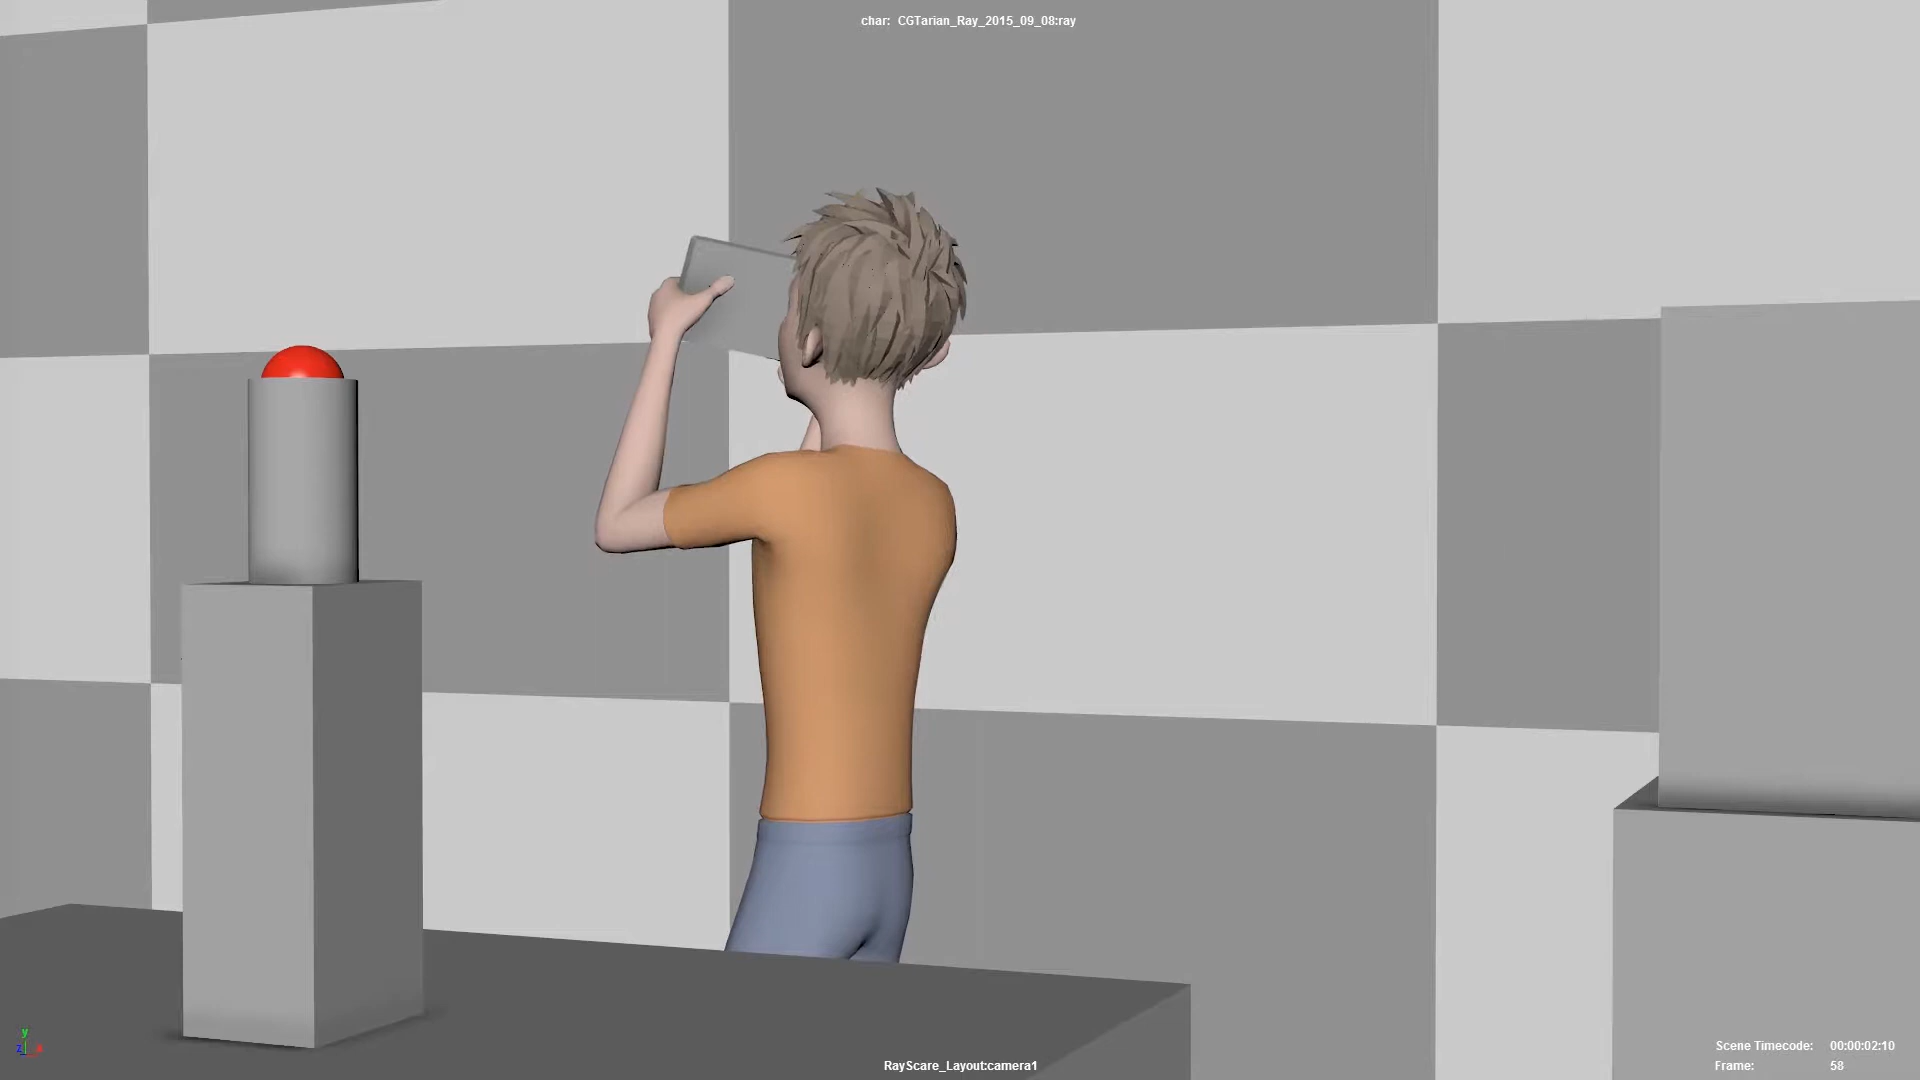 char: CGTarian_Ray_2015_09_08:ray
y
z x
RayScare_Layout:camera1
Scene Timecode: 00:00:02:10
Frame: 58